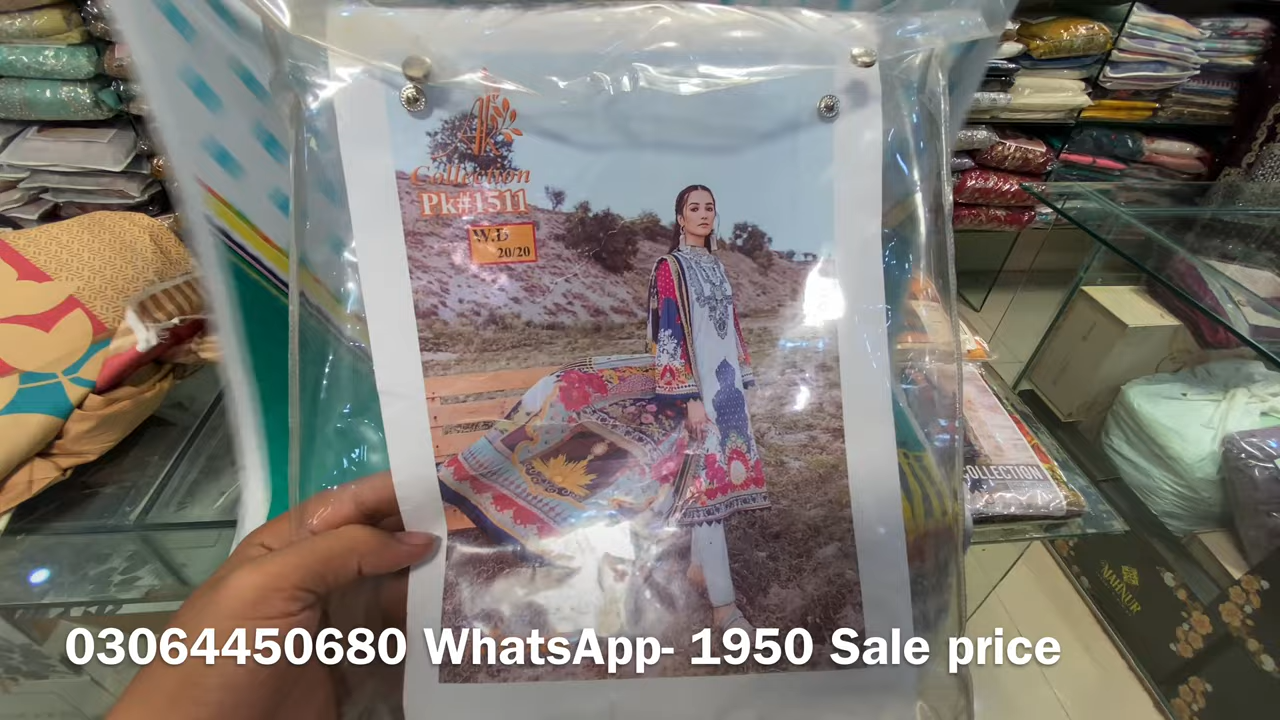 Collection
Pk#1511
W.B
20/20
COLLECTION
MAHNUR
03064450680 WhatsApp- 1950 Sale price